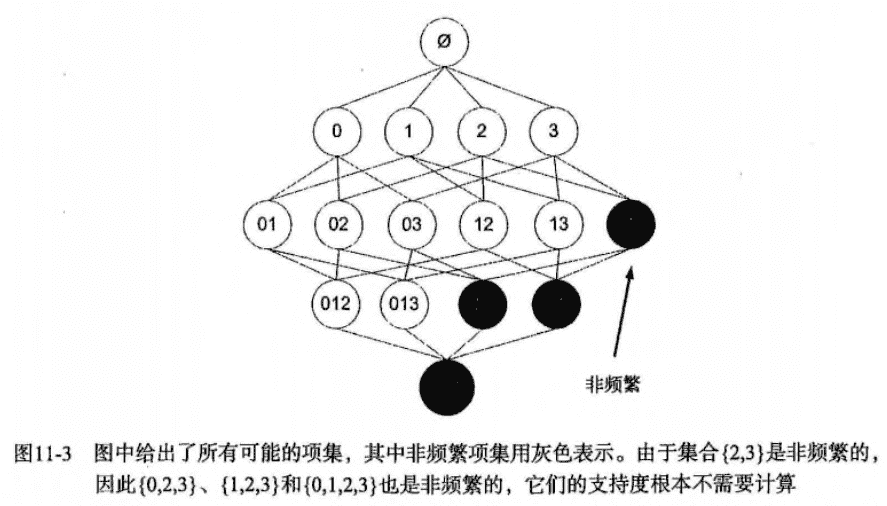 Ø
0 1 2 3
01 02 03 12 13
012 013
非频繁
图11-3 图中给出了所有可能的项集，其中非频繁项集用灰色表示。由于集合{2,3}是非频繁的，
因此{0,2,3}、{1,2,3}和{0,1,2,3}也是非频繁的，它们的支持度根本不需要计算